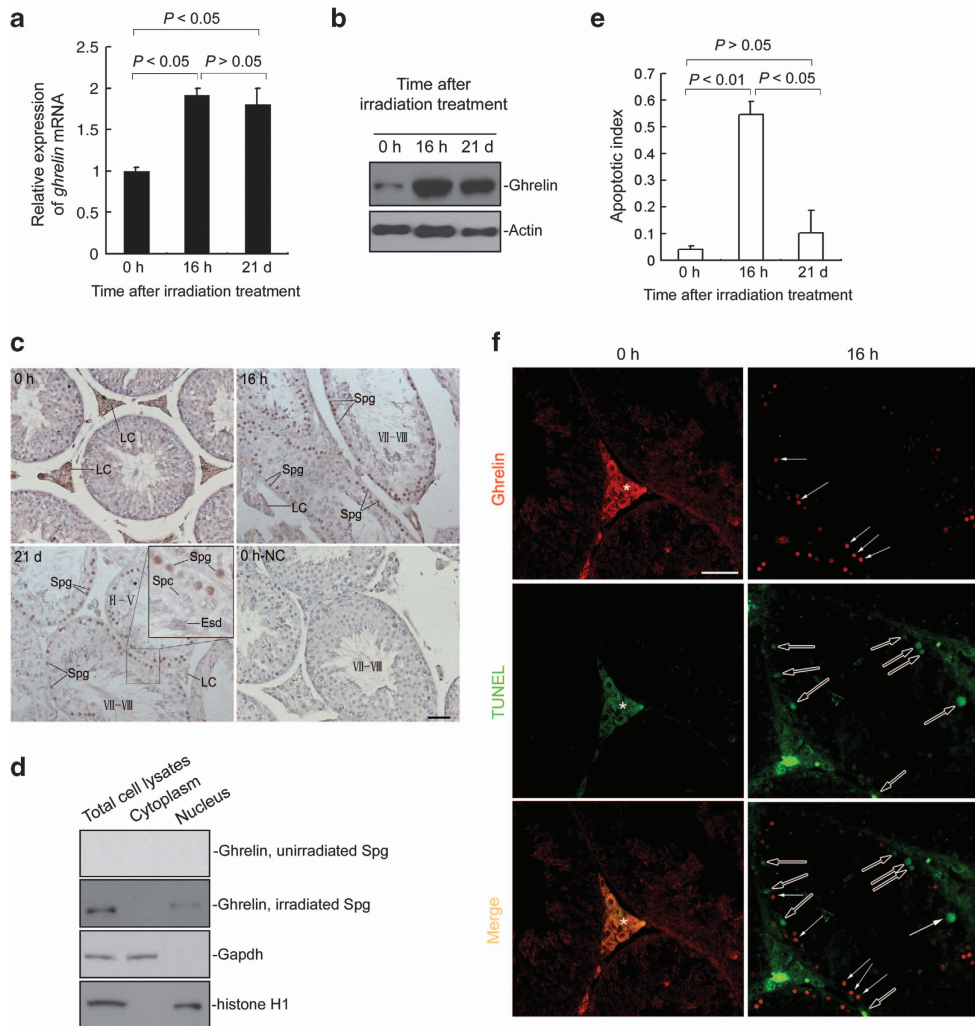 a
P < 0.05
P < 0.05
P > 0.05
2.5
2
1.5
1
0.5
0
Relative expression
of ghrelin mRNA
0 h
16 h
21 d
Time after irradiation treatment
b
Time after
irradiation treatment
0 h
16 h
21 d
-Ghrelin
-Actin
e
P > 0.05
P < 0.01
P < 0.05
0.7
0.6
0.5
0.4
0.3
0.2
0.1
0
Apoptotic index
0 h
16 h
21 d
Time after irradiation treatment
c
0 h
LC
LC
16 h
Spg
VII-VIII
Spg
LC
Spg
21 d
Spg
II-V
Spg
Spc
Esd
Spg
LC
VII-VIII
0 h-NC
VII-VIII
d
Total cell lysates
Cytoplasm
Nucleus
-Ghrelin, unirradiated Spg
-Ghrelin, irradiated Spg
-Gapdh
-histone H1
f
0 h
16 h
Ghrelin
*
TUNEL
*
Merge
*